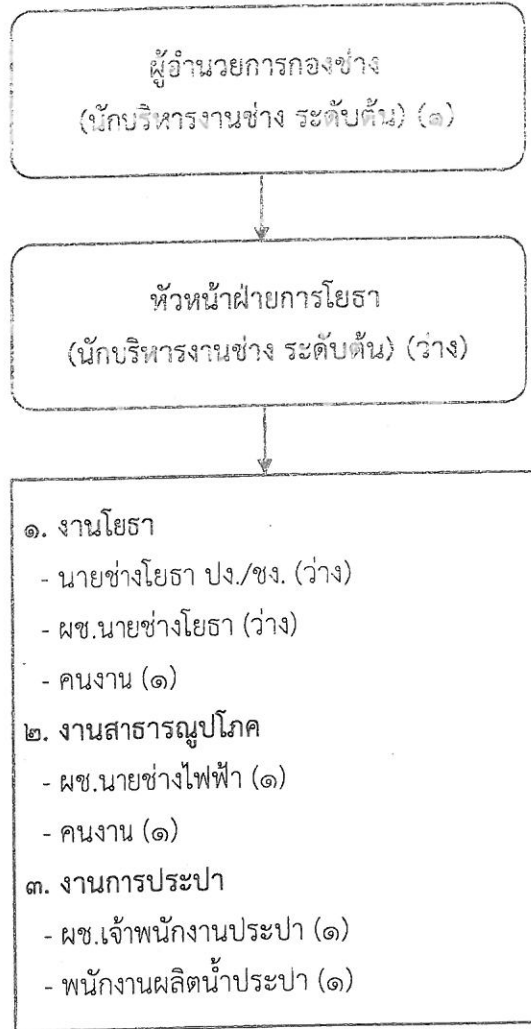 ผู้อำนวยการกองช่าง
(นักบริหารงานช่าง ระดับต้น) (๑)
หัวหน้าฝ่ายการโยธา
(นักบริหารงานช่าง ระดับต้น) (ว่าง)
๑. งานโยธา
- นายช่างโยธา ปง./ชง. (ว่าง)
- ผช.นายช่างโยธา (ว่าง)
- คนงาน (๑)
๒. งานสาธารณูปโภค
- ผช.นายช่างไฟฟ้า (๑)
- คนงาน (๑)
๓. งานการประปา
- ผช.เจ้าพนักงานประปา (๑)
- พนักงานผลิตน้ำประปา (๑)